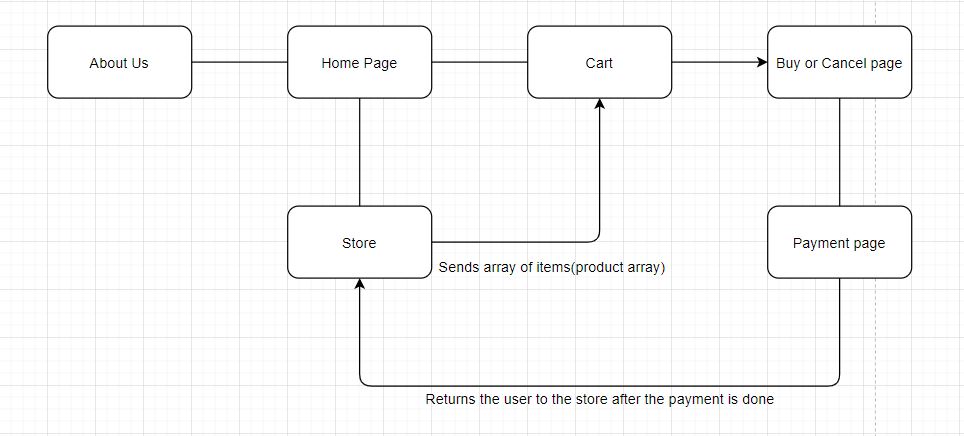 About Us
Home Page
Cart
Buy or Cancel page
Store
Payment page
Sends array of items(product array)
Returns the user to the store after the payment is done